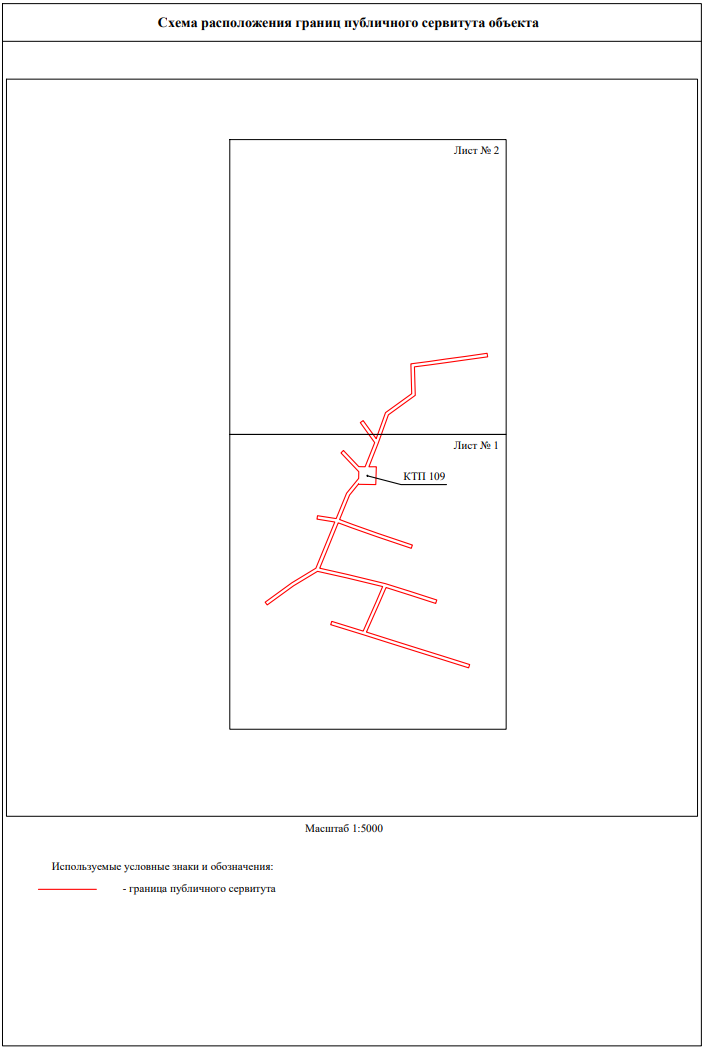 Схема расположения границ публичного сервитута объекта
Лист № 2
Лист № 1
КТП 109
Масштаб 1:5000
Используемые условные знаки и обозначения:
- граница публичного сервитута